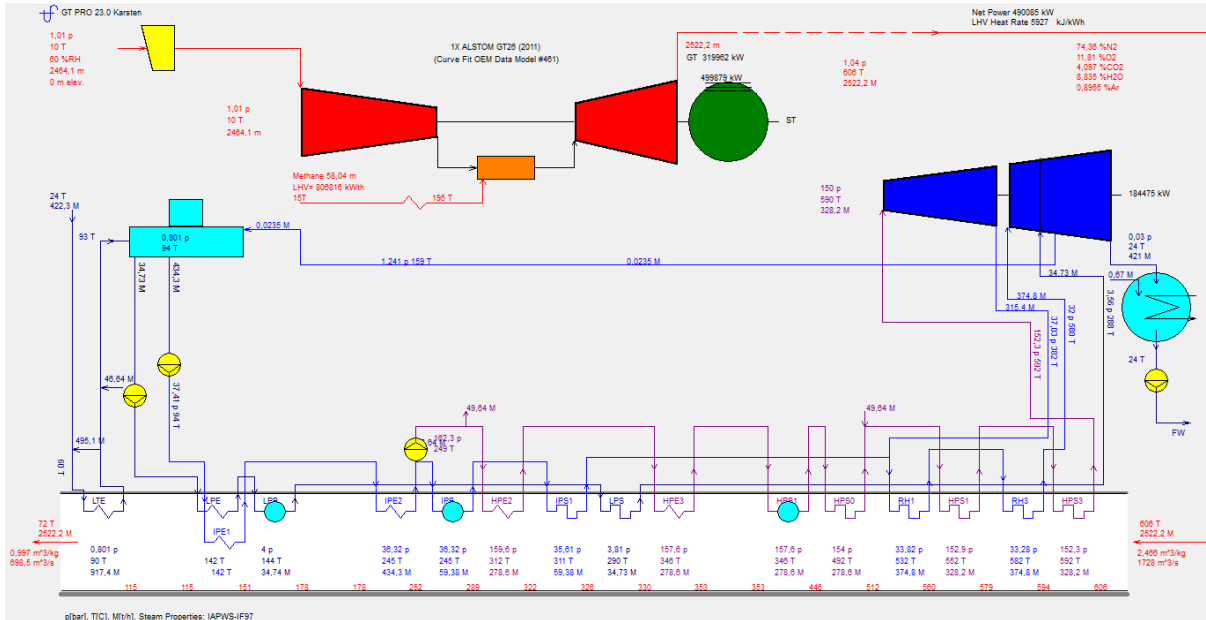 GT PRO 23.0 Karsten
Net Power 490085 kW
LHV Heat Rate 5927 kJ/kWh
1,01 p
10 T
60 %RH
2464,1 m
0 m elev.
1X ALSTOM GT26 (2011)
(Curve Fit OEM Data Model #461)
2522,2 m
GT 319962 kW
499879 kW
ST
1,04 p
606 T
2522,2 M
74,36 %N2
11,81 %O2
4,097 %CO2
8,835 %H2O
0,8955 %Ar
1,01 p
10 T
2464,1 m
Methane 58,04 m
LHV= 806816 kWth
15T
195 T
150 p
590 T
328,2 M
184475 kW
24 T
422,3 M
93 T
0,801 p
94 T
0,0235 M
1,241 p 159 T
0,0235 M
34,73 M
434,3 M
34,73 M
0,03 p
24 T
421 M
0,67 M
374,8 M
315,4 M
32 p 580 T
37,03 p 382 T
152,3 p 592 T
3,56 p 288 T
24 T
FW
46,64 M
37,41 p 94 T
495,1 M
60 T
49,64 M
162,3 p
249 T
49,64 M
LTE
LPE
LPB
IPE2
IPB
HPE2
IPS1
LPS
HPE3
HPB1
HPS0
RH1
HPS1
RH3
HPS3
IPE1
72 T
2522,2 M
0,997 m^3/kg
698,5 m^3/s
606 T
2522,2 M
2,466 m^3/kg
1728 m^3/s
0,801 p
90 T
917,4 M
142 T
142 T
4 p
144 T
34,74 M
36,32 p
245 T
434,3 M
36,32 p
245 T
59,38 M
159,6 p
312 T
278,6 M
35,61 p
311 T
59,38 M
3,81 p
290 T
34,73 M
157,6 p
346 T
278,6 M
157,6 p
346 T
278,6 M
154 p
492 T
278,6 M
33,82 p
532 T
374,8 M
152,9 p
552 T
328,2 M
33,28 p
582 T
374,8 M
152,3 p
592 T
328,2 M
115 115 151 178 178 252 289 322 326 330 353 446 512 560 579 594 606
p[bar], T[C], M[t/h], Steam Properties: IAPWS-IF97